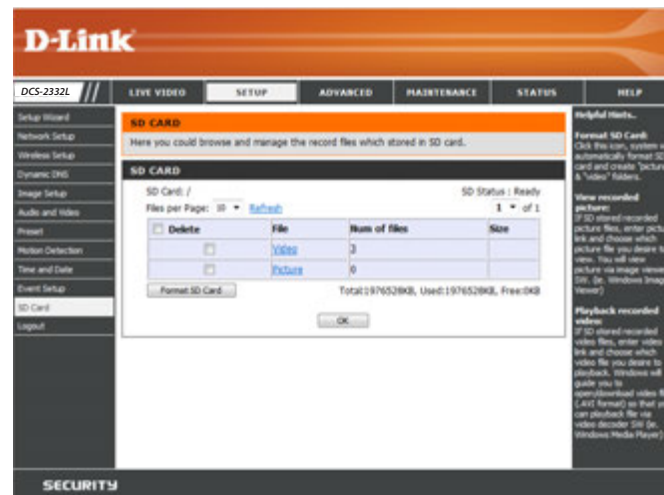 D-Link
DCS-2332L
LIVE VIDEO SETUP ADVANCED MAINTENANCE STATUS HELP
Setup Wizard
Network Setup
Wireless Setup
Dynamic DNS
Image Setup
Audio and Video
Preset
Motion Detection
Time and Date
Event Setup
SD Card
Logout
SD CARD
Here you could browse and manage the record files which stored in SD card.
SD CARD
SD Card: / SD Status : Ready
Files per Page: 10 Refresh 1 of 1
Delete File Num of files Size
Video 3
Picture 0
Format SD Card Total:1976528KB, Used:1976528KB, Free:0KB
OK
Helpful Hints..
Format SD Card:
Click this icon, system
automatically format SD
card and create "picture"
& "video" folders.
View recorded
picture:
If SD stored recorded
picture files, enter
link and choose which
picture file you desire
view. You will view
picture via image
SW. (ie. Windows
Viewer)
Playback recorded
video:
If SD stored recorded
video files, enter video
link and choose which
video file you desire to
playback. Windows will
guide you to
open/download video
(.AVI format) so that
can playback file via
video decoder SW (ie.
Windows Media Player)
SECURITY